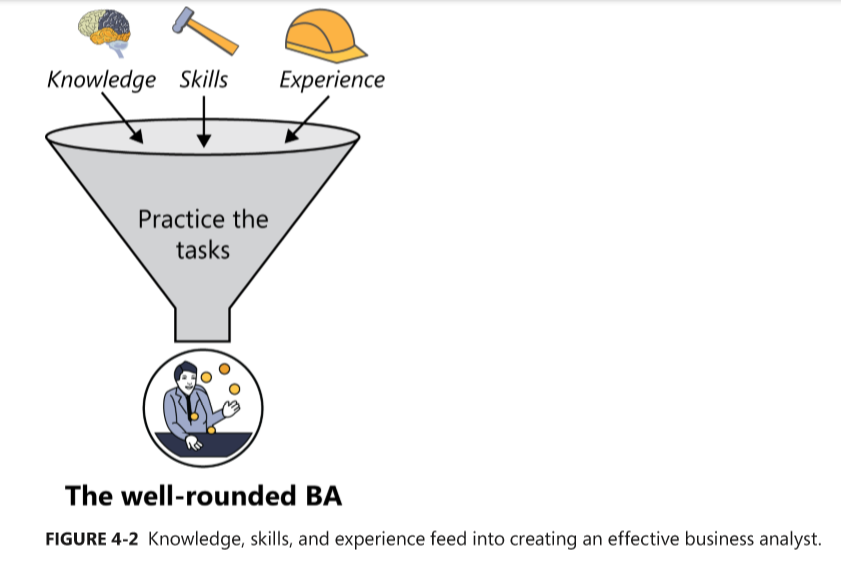 Knowledge Skills Experience
Practice the
tasks
The well-rounded BA
FIGURE 4-2 Knowledge, skills, and experience feed into creating an effective business analyst.